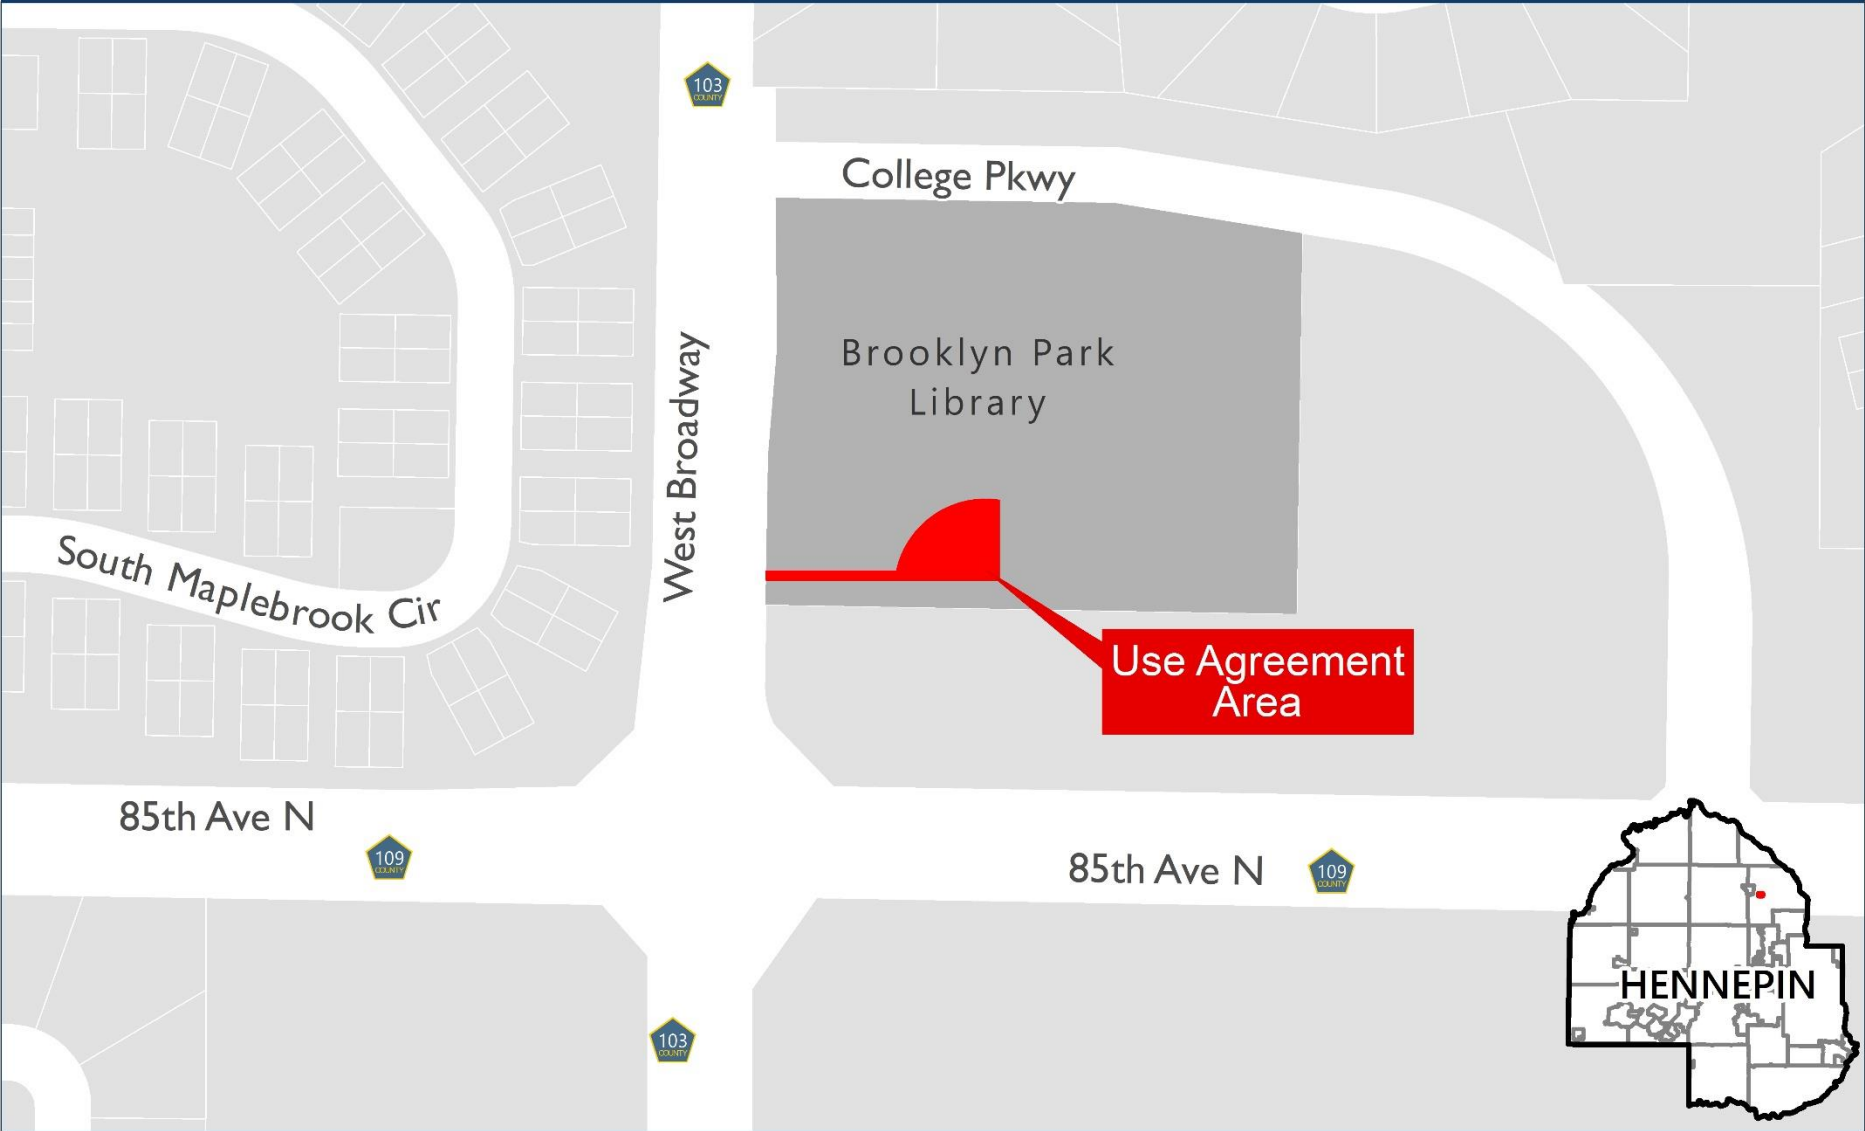 103
COUNTY
College Pkwy
Brooklyn Park
Library
West Broadway
South Maplebrook Cir
Use Agreement
Area
85th Ave N
109
COUNTY
85th Ave N
109
COUNTY
HENNEPIN
103
COUNTY